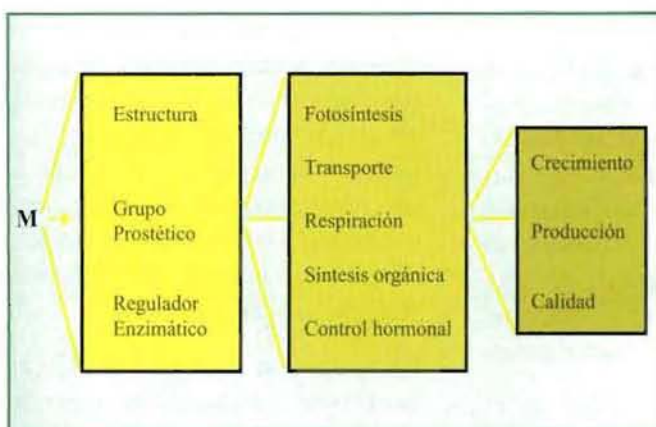 M
Estructura
Grupo
Prostético
Regulador
Enzimático
Fotosíntesis
Transporte
Respiración
Síntesis orgánica
Control hormonal
Crecimiento
Producción
Calidad